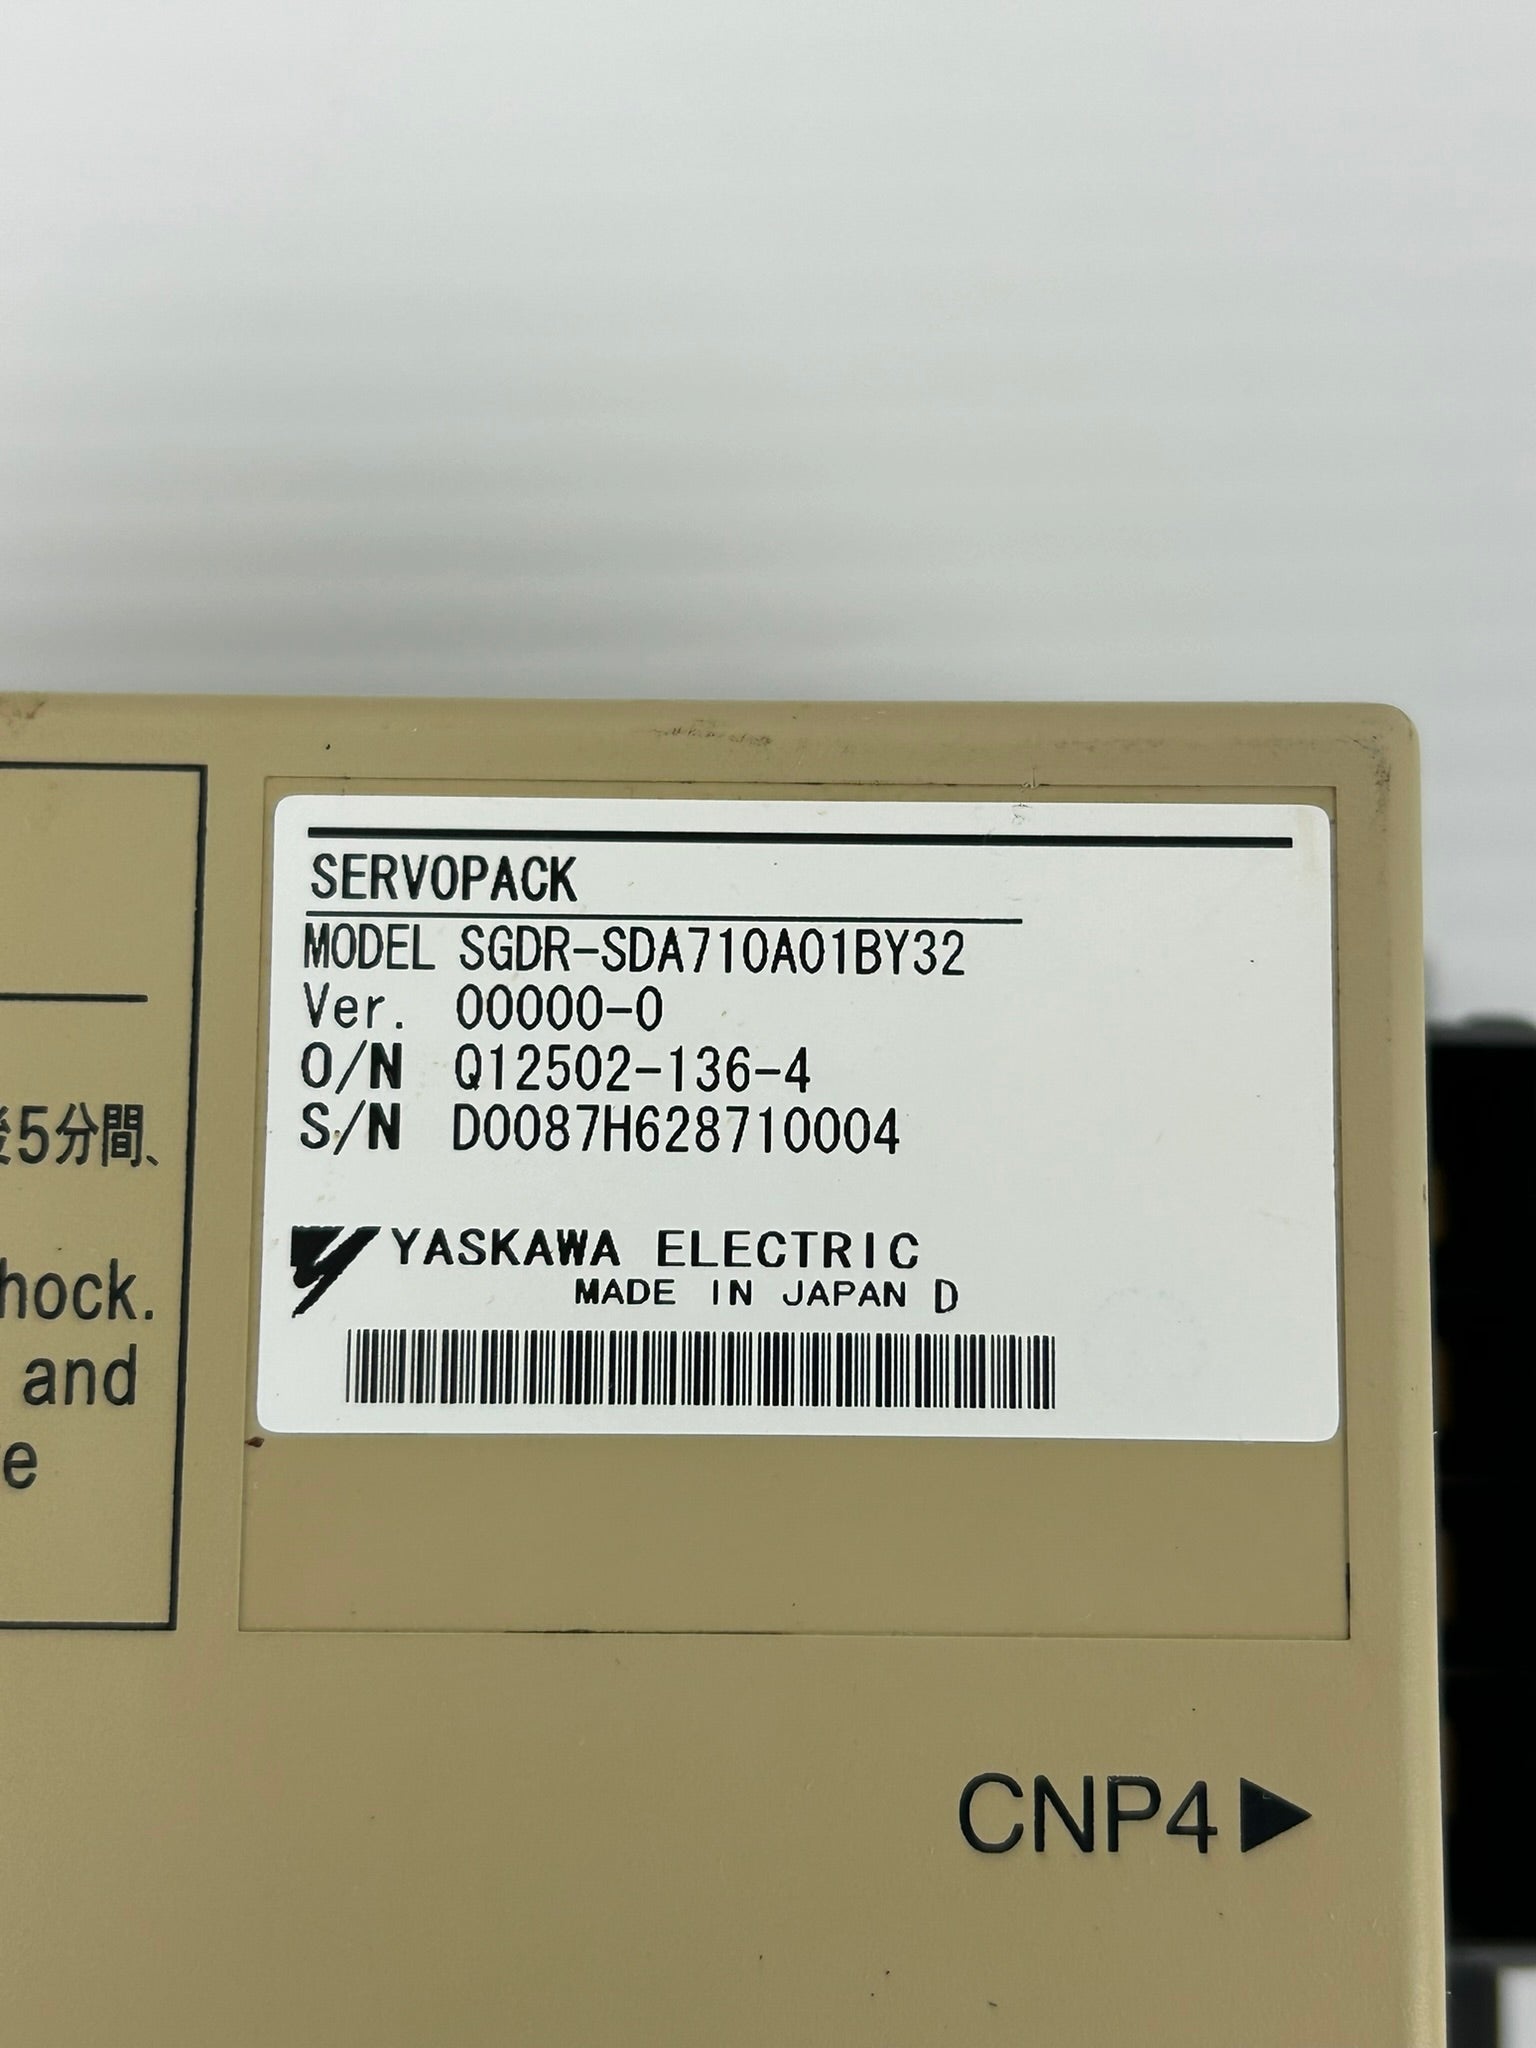 SERVOPACK
MODEL SGDR-SDA710A01BY32
Ver. 00000-0
O/N Q12502-136-4
S/N D0087H628710004
YASKAWA ELECTRIC
MADE IN JAPAN D
後5分間、
hock.
and
e
CNP4▶